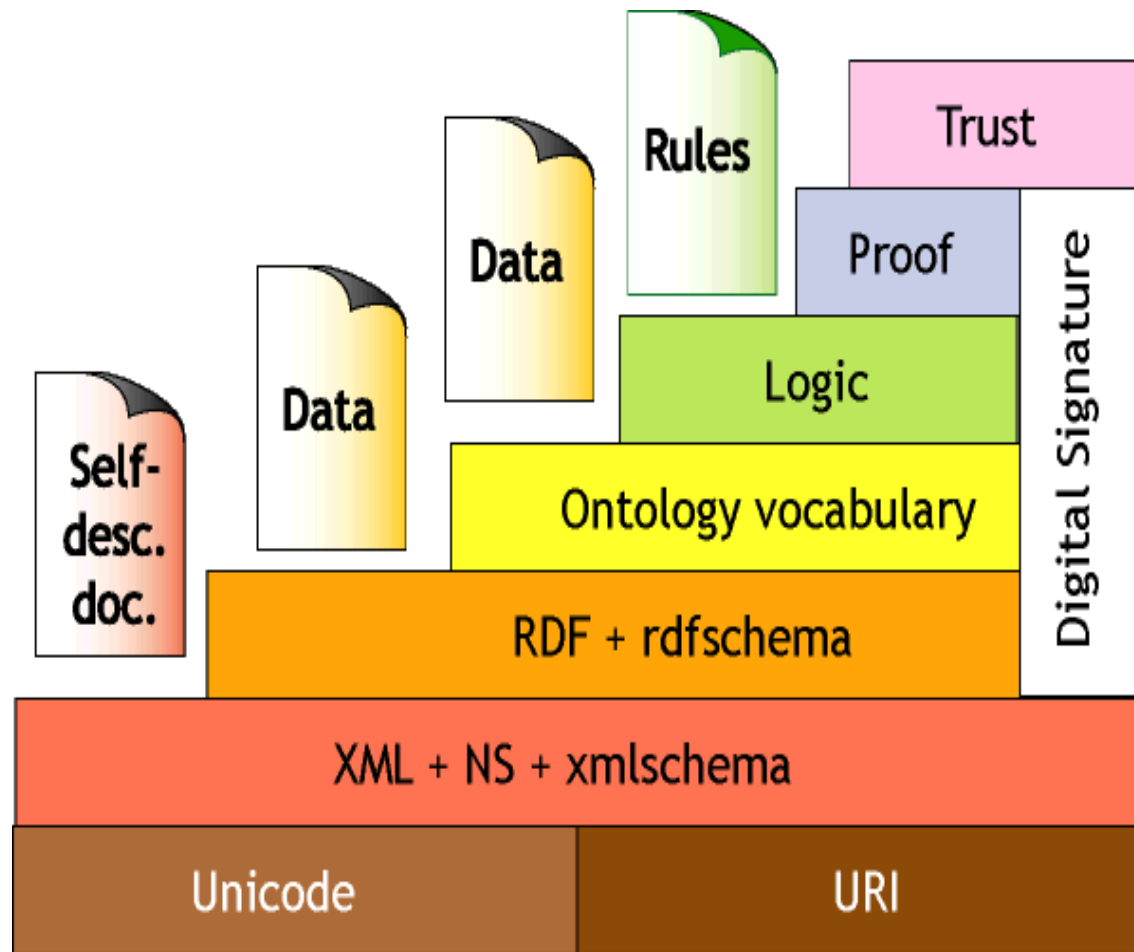 Trust
Rules
Proof
Data
Logic
Data
Self-
desc.
doc.
Ontology vocabulary
Digital Signature
RDF + rdfschema
XML + NS + xmlschema
Unicode
URI